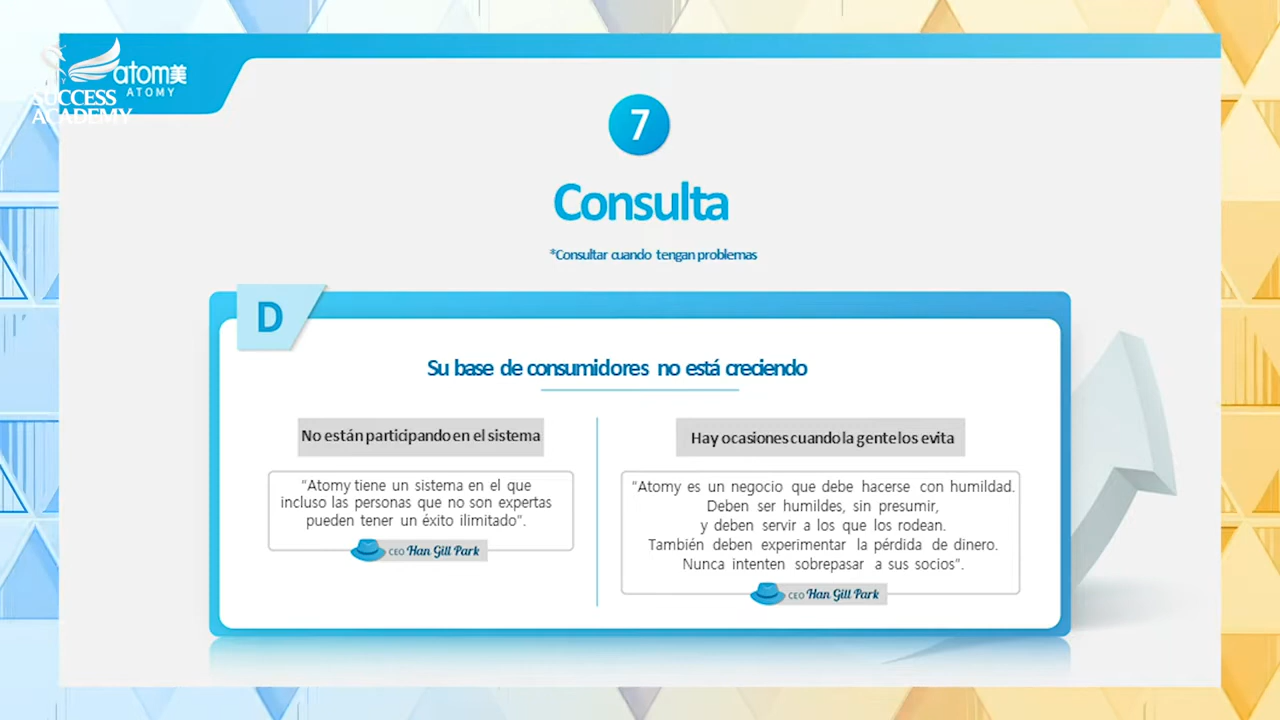 atom美
ATOMY
SUCCESS
ACADEMY
7
Consulta
*Consultar cuando tengan problemas
D
Su base de consumidores no está creciendo
No están participando en el sistema
"Atomy tiene un sistema en el que
incluso las personas que no son expertas
pueden tener un éxito ilimitado".
CEO Han Gill Park
Hay ocasiones cuando la gente los evita
"Atomy es un negocio que debe hacerse con humildad.
Deben ser humildes, sin presumir,
y deben servir a los que los rodean.
También deben experimentar la pérdida de dinero.
Nunca intenten sobrepasar a sus socios".
CEO Han Gill Park